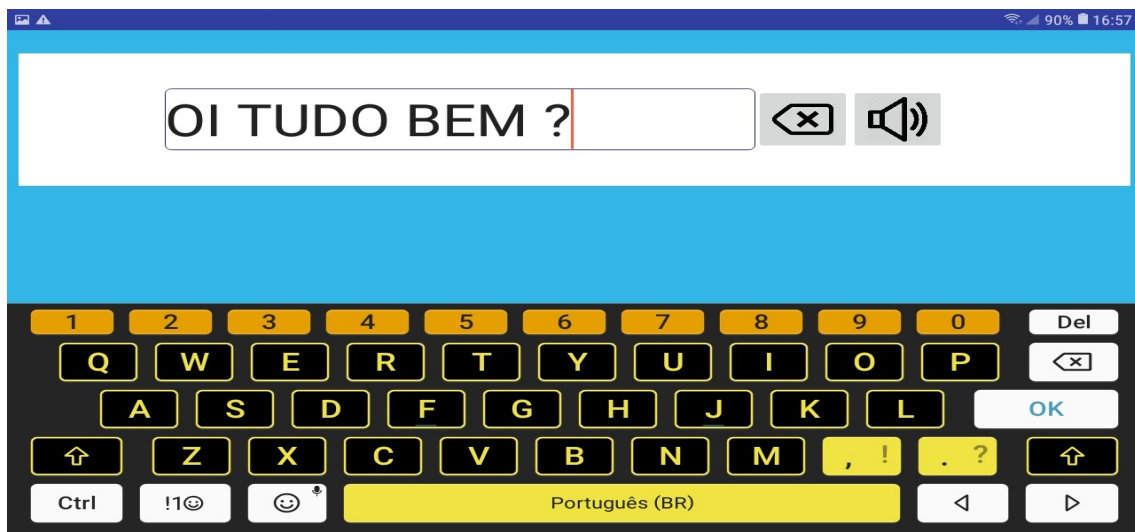 90% 16:57
OI TUDO BEM ?
1 2 3 4 5 6 7 8 9 0 Del
Q W E R T Y U I O P
A S D F G H J K L OK
Z X C V B N M , ! . ?
Ctrl !1☺ Português (BR)